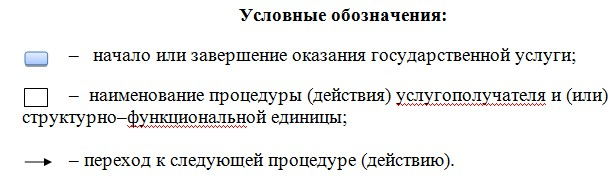 Условные обозначения:
– начало или завершение оказания государственной услуги;
– наименование процедуры (действия) услугополучателя и (или)
структурно–функциональной единицы;
– переход к следующей процедуре (действию).